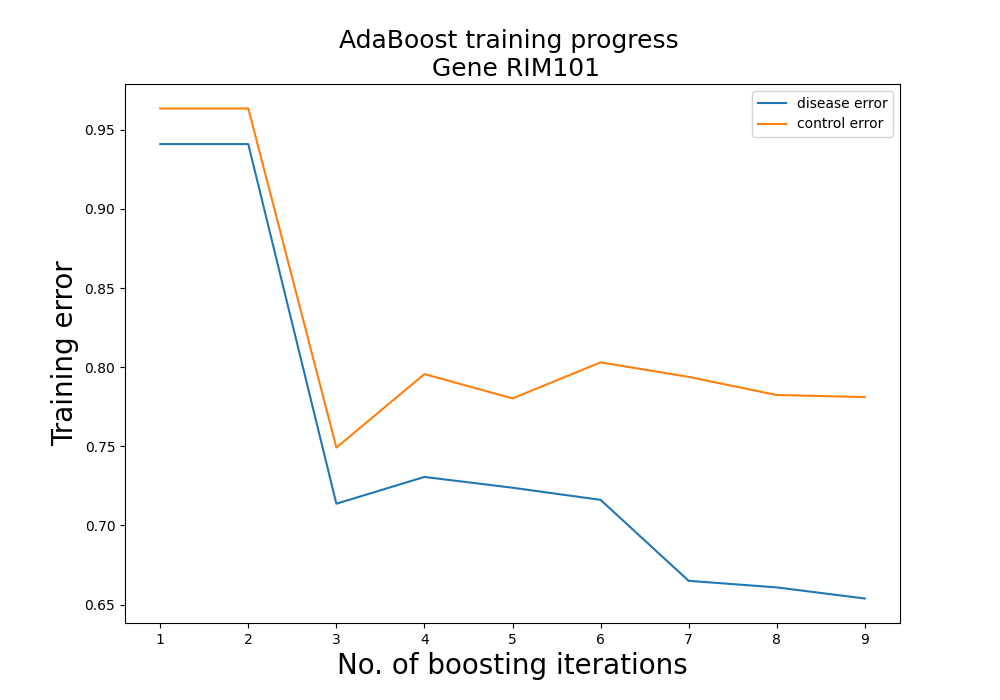 AdaBoost training progress
Gene RIM101
disease error
control error
0.95
0.90
0.85
0.80
0.75
0.70
0.65
Training error
1 2 3 4 5 6 7 8 9
No. of boosting iterations